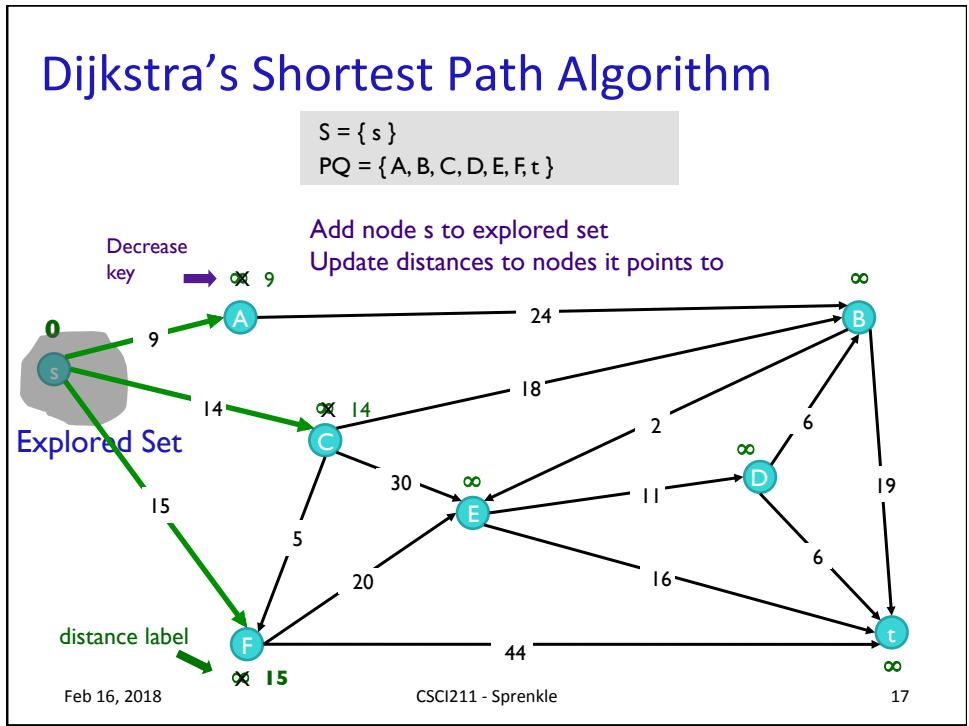 Dijkstra's Shortest Path Algorithm
S = { s }
PQ = { A, B, C, D, E, F, t }
Add node s to explored set
Update distances to nodes it points to
Decrease
key
∞ 9
∞
A
24
B
0
9
s
18
14
∞ 14
C
Explored Set
2
6
∞
D
30
∞
E
11
19
15
5
20
16
6
distance label
F
44
t
∞ 15
∞
Feb 16, 2018
CSCI211 - Sprenkle
17